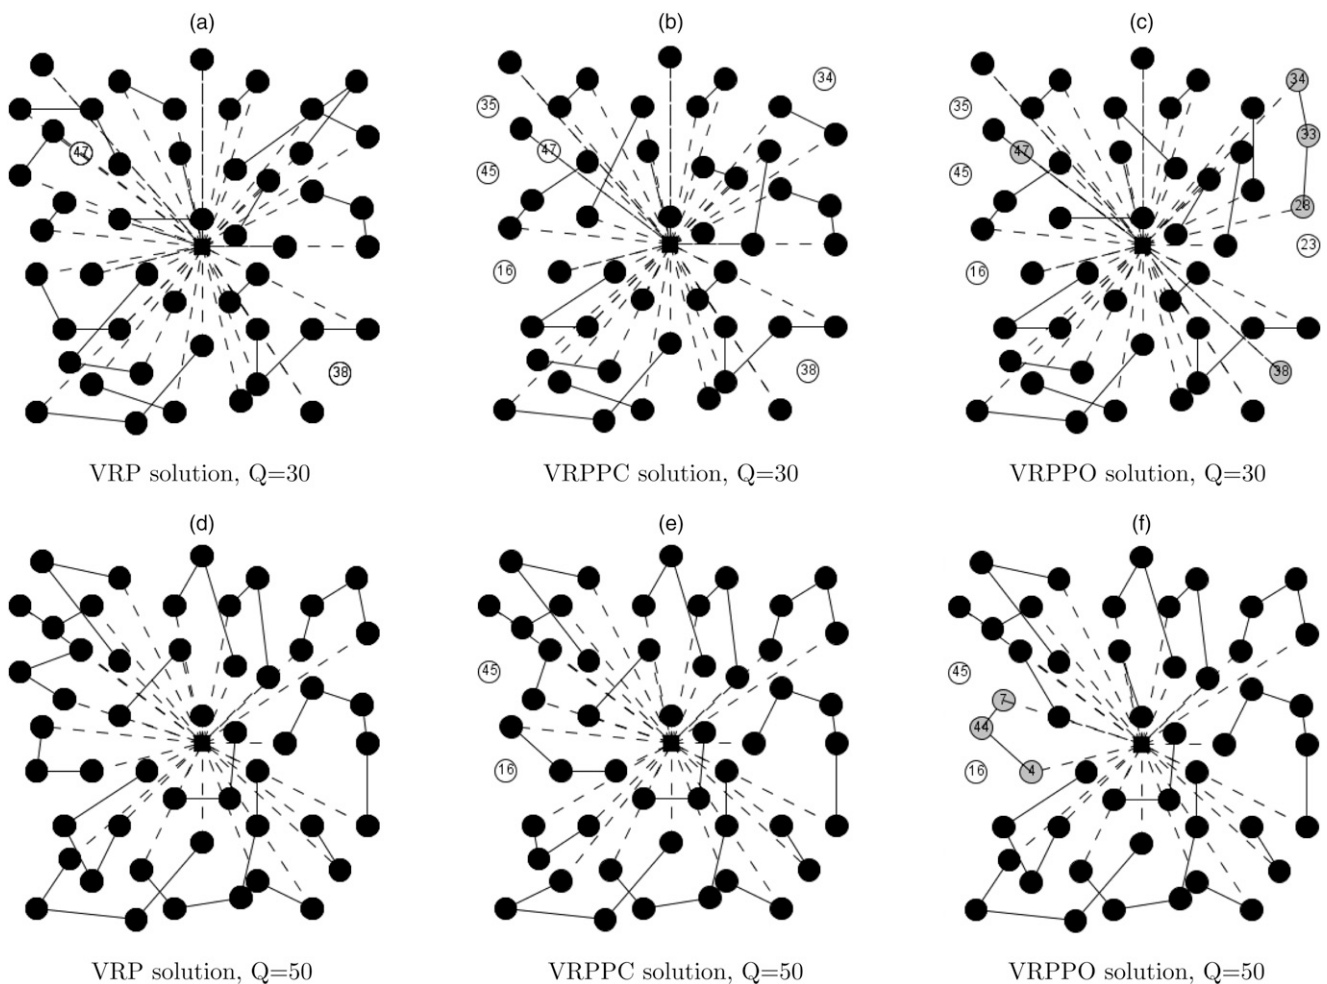 (a) (b) (c)
34 34
35 35
33
47 47 47
45 45
28
23
16 16
38 38 38
VRP solution, Q=30 VRPPC solution, Q=30 VRPPO solution, Q=30
(d) (e) (f)
45 45
7
44
16 16 4
VRP solution, Q=50 VRPPC solution, Q=50 VRPPO solution, Q=50